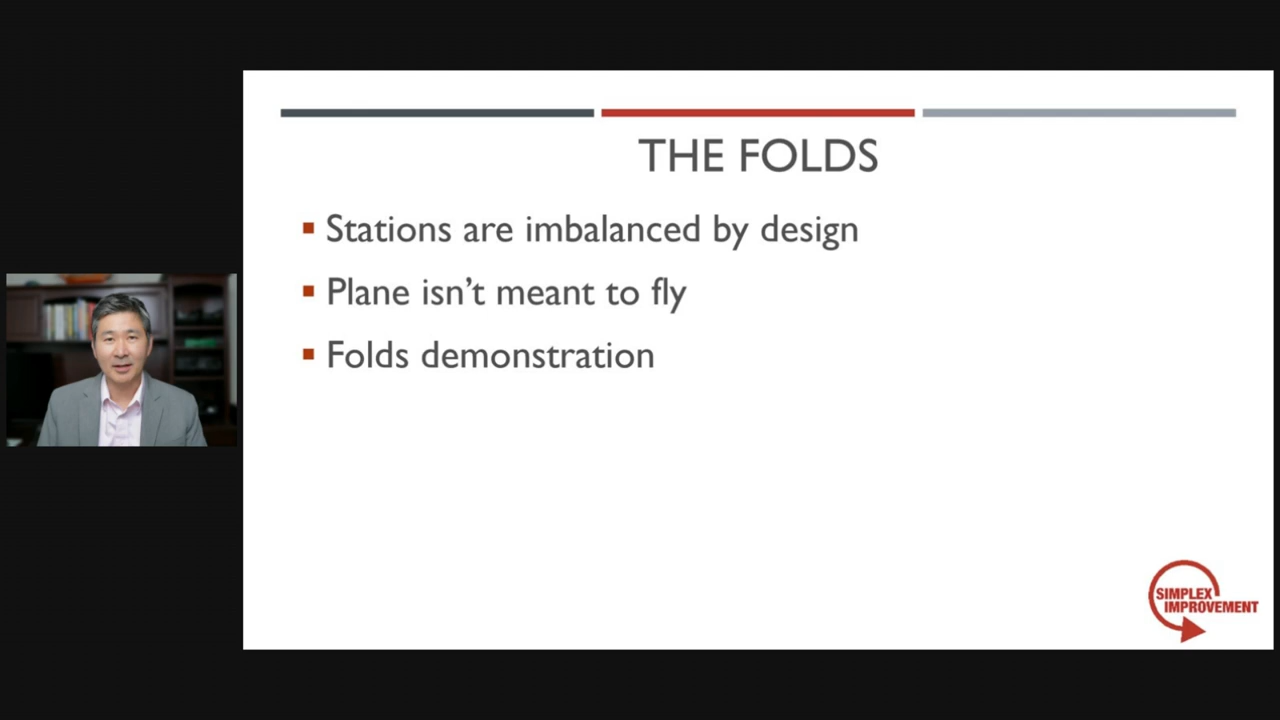 THE FOLDS
Stations are imbalanced by design
Plane isn't meant to fly
Folds demonstration
SIMPLEX
IMPROVEMENT